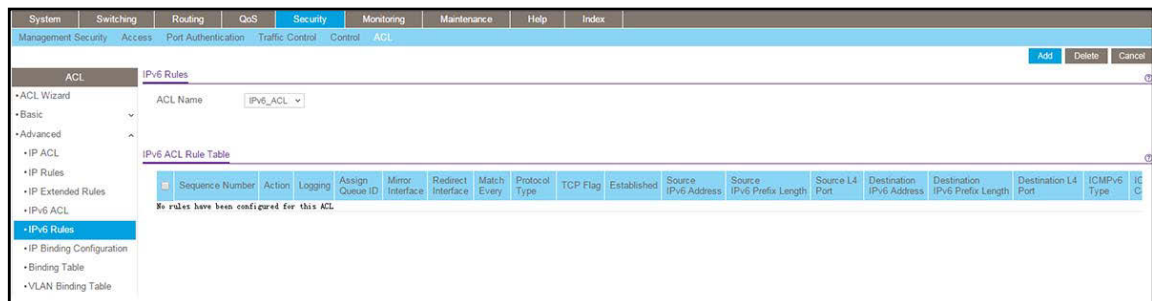 System Switching Routing QoS Security Monitoring Maintenance Help Index
Management Security Access Port Authentication Traffic Control Control ACL
Add Delete Cancel
ACL
•ACL Wizard
•Basic
•Advanced
•IP ACL
•IP Rules
•IP Extended Rules
•IPv6 ACL
•IPv6 Rules
•IP Binding Configuration
•Binding Table
•VLAN Binding Table
IPv6 Rules
ACL Name IPv6_ACL
IPv6 ACL Rule Table
Sequence Number Action Logging Assign Queue ID Mirror Interface Redirect Interface Match Every Protocol Type TCP Flag Established Source IPv6 Address Source IPv6 Prefix Length Source L4 Port Destination IPv6 Address Destination IPv6 Prefix Length Destination L4 Port ICMPv6 Type IC C
No rules have been configured for this ACL